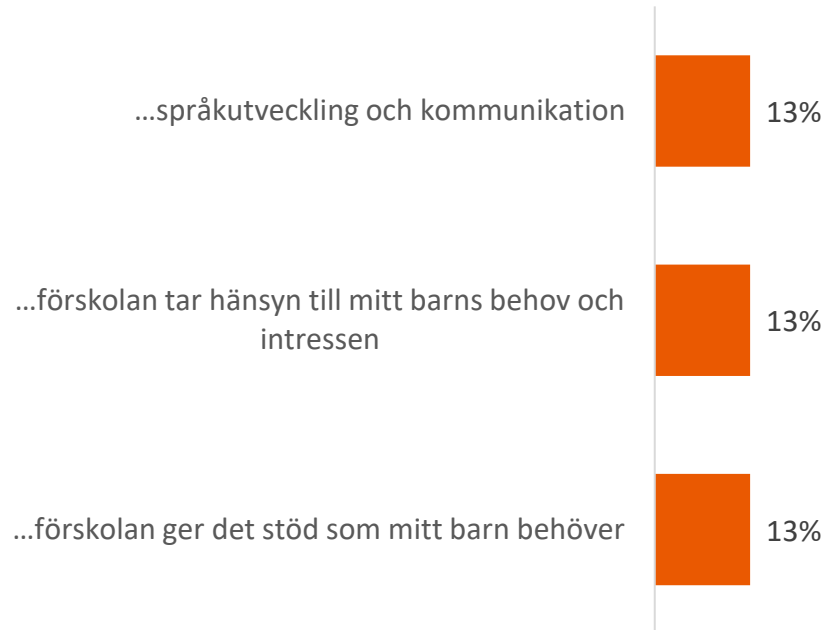 ...språkutveckling och kommunikation
13%
...förskolan tar hänsyn till mitt barns behov och
intressen
13%
...förskolan ger det stöd som mitt barn behöver
13%